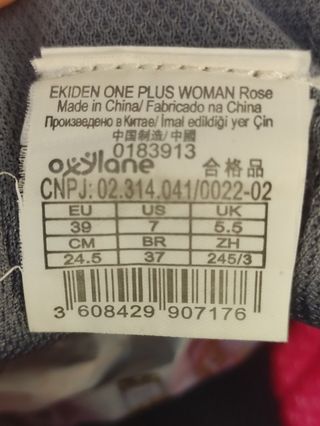 EKIDEN ONE PLUS WOMAN Rose
Made in China/ Fabricado na China
Произведено в Китае/ İmal edildiği yer Çin
中国制造/ 中國
0183913
oxylane 合格品
CNPJ: 02.314.041/0022-02
EU US UK
39 7 5.5
CM BR ZH
24.5 37 245/3
3 608429 907176